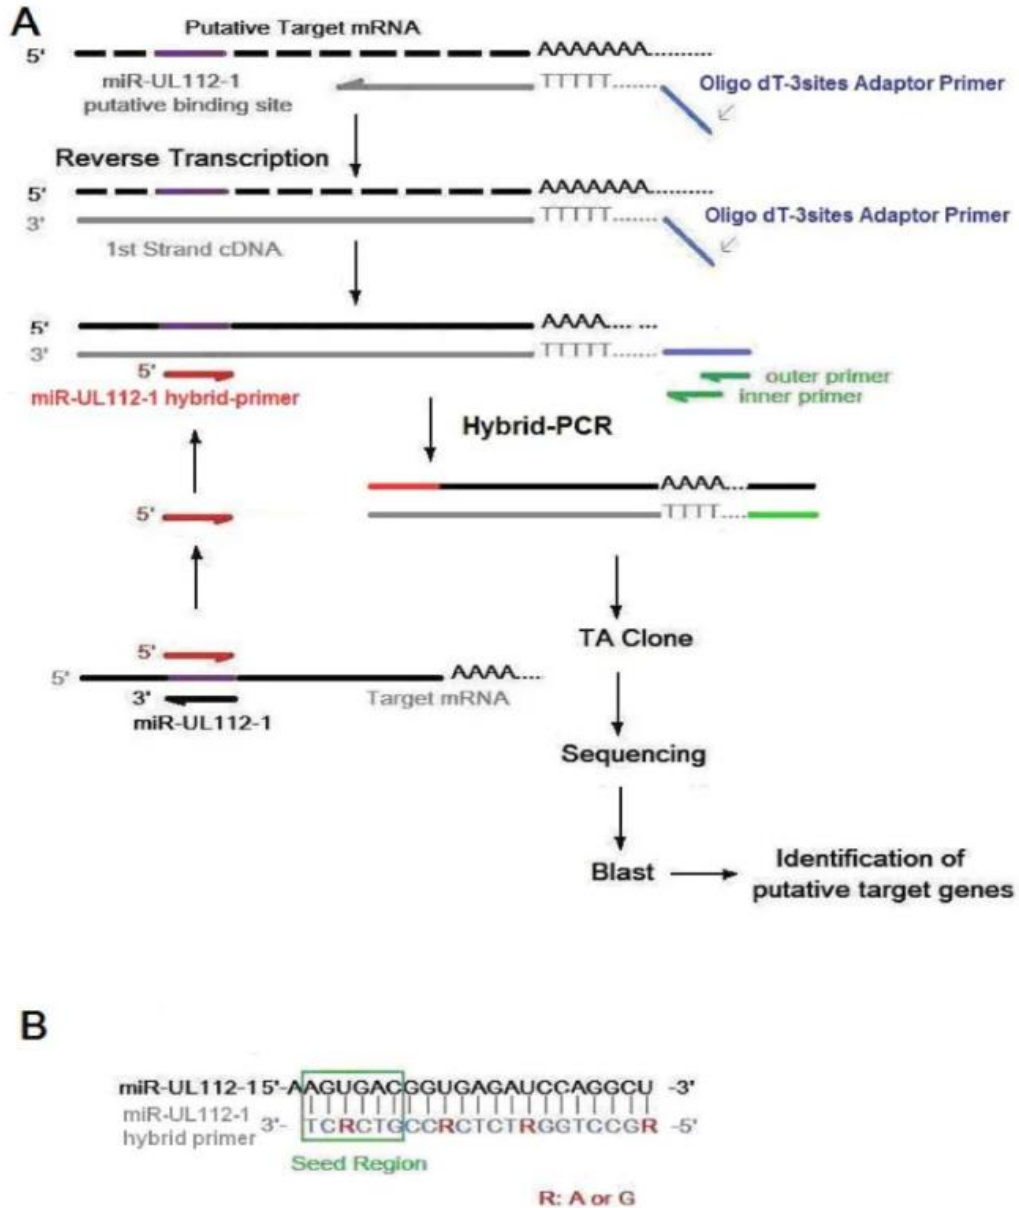 A
Putative Target mRNA
5' AAAAAAA.........
miR-UL112-1
putative binding site
TTTTT......
Oligo dT-3sites Adaptor Primer
Reverse Transcription
5' AAAAAAA.........
3' TTTTT......
Oligo dT-3sites Adaptor Primer
1st Strand cDNA
5' AAAA.... ...
3' TTTTT......
5'
miR-UL112-1 hybrid-primer
outer primer
inner primer
Hybrid-PCR
AAAA....
TTTT....
5'
5'
5' AAAA....
3'
miR-UL112-1
Target mRNA
TA Clone
Sequencing
Blast
Identification of
putative target genes
B
miR-UL112-1 5'-AAGUGACGGUGAGAUCCAGGCU -3'
miR-UL112-1
hybrid primer
3'- TCRCTGCCRCTCTRGGTCCGR -5'
Seed Region
R: A or G